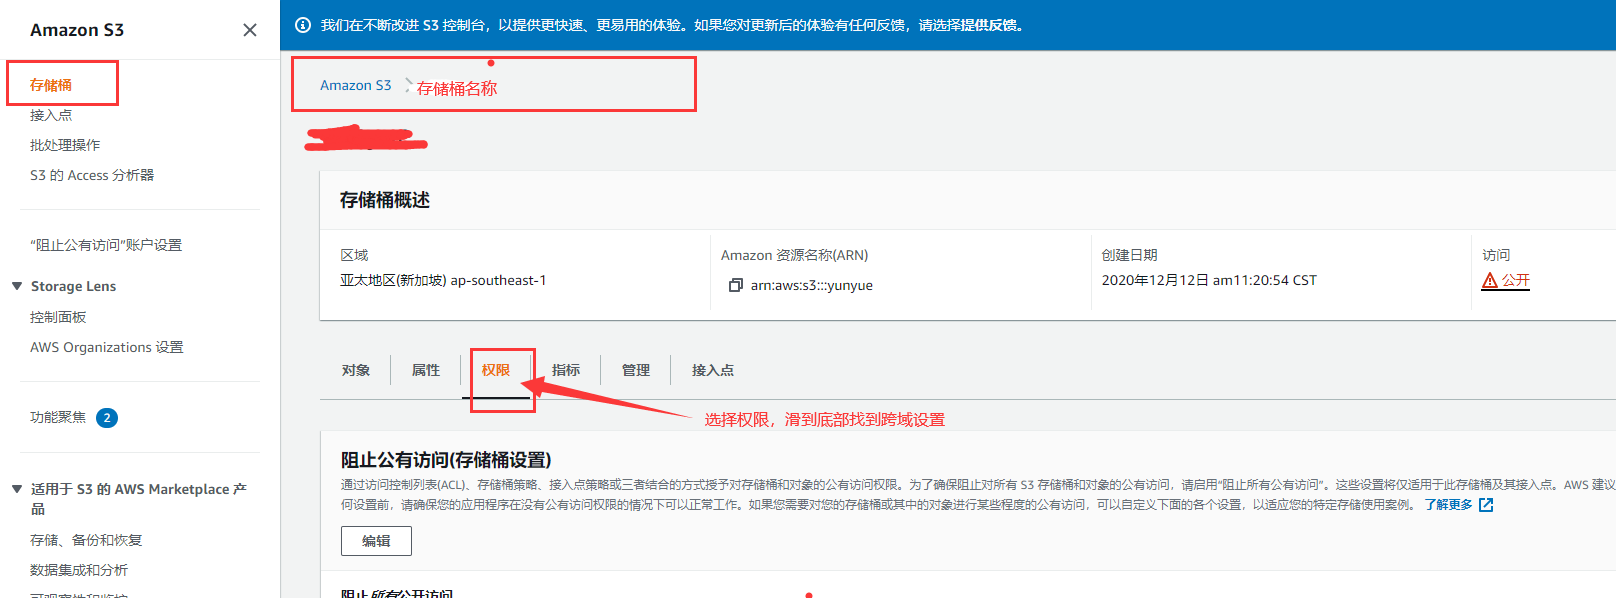 Amazon S3
存储桶
接入点
批处理操作
S3 的 Access 分析器
“阻止公有访问”账户设置
Storage Lens
控制面板
AWS Organizations 设置
功能聚焦 2
适用于 S3 的 AWS Marketplace 产
品
存储、备份和恢复
数据集成和分析
可观察性和监控
我们在不断改进 S3 控制台，以提供更快速、更易用的体验。如果您对更新后的体验有任何反馈，请选择提供反馈。
Amazon S3 存储桶名称
存储桶概述
区域
亚太地区(新加坡) ap-southeast-1
Amazon 资源名称(ARN)
arn:aws:s3:::yunyue
创建日期
2020年12月12日 am11:20:54 CST
访问
公开
对象 属性 权限 指标 管理 接入点
选择权限，滑到底部找到跨域设置
阻止公有访问(存储桶设置)
通过访问控制列表(ACL)、存储桶策略、接入点策略或三者结合的方式授予对存储桶和对象的公有访问权限。为了确保阻止对所有 S3 存储桶和对象的公有访问，请启用“阻止所有公有访问”。这些设置将仅适用于此存储桶及其接入点。AWS 建议
何设置前，请确保您的应用程序在没有公有访问权限的情况下可以正常工作。如果您需要对您的存储桶或其中的对象进行某些程度的公有访问，可以自定义下面的各个设置，以适应您的特定存储使用案例。 了解更多
编辑
阻止所有公开访问